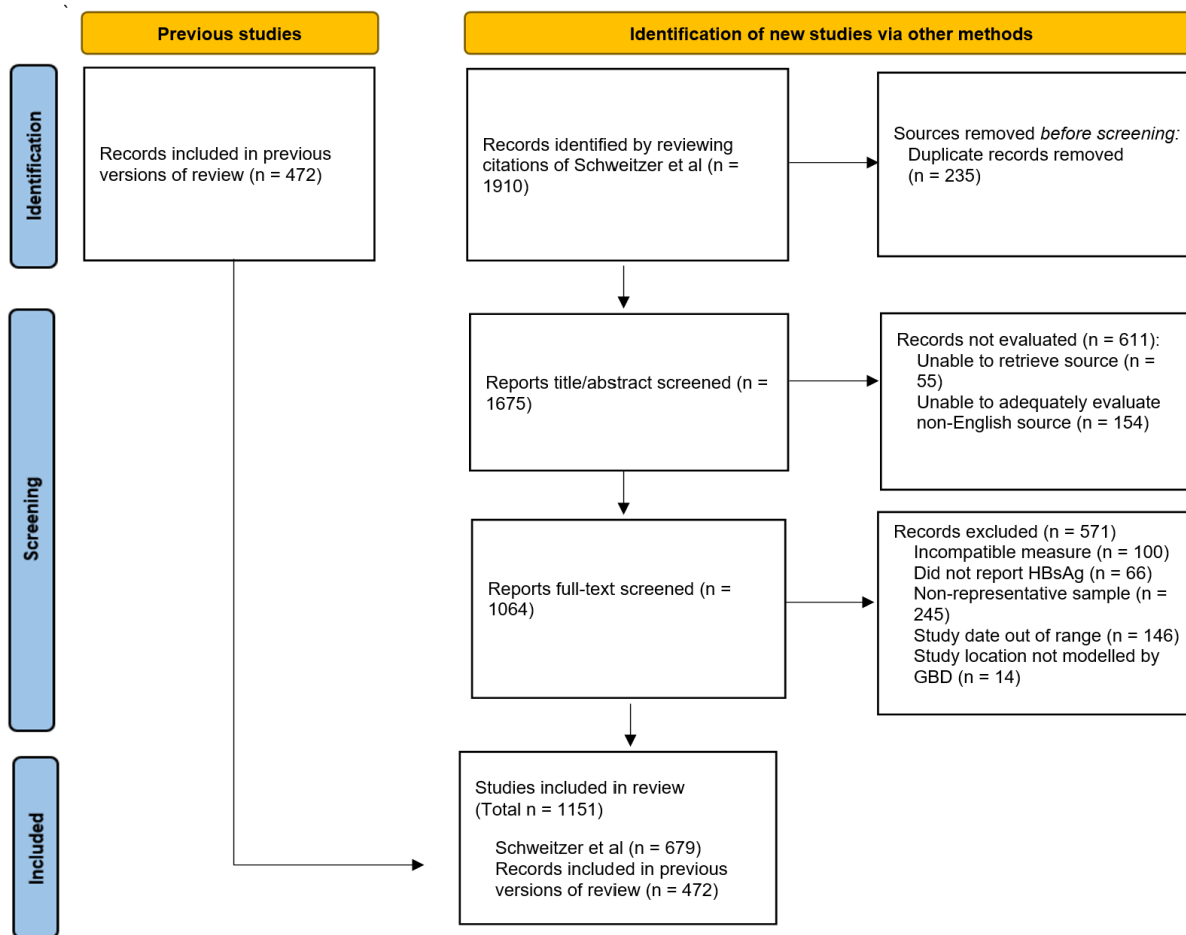 `
Previous studies
Identification of new studies via other methods
Identification
Records included in previous
versions of review (n = 472)
Records identified by reviewing
citations of Schweitzer et al (n =
1910)
Sources removed before screening:
Duplicate records removed
(n = 235)
Screening
Reports title/abstract screened (n =
1675)
Records not evaluated (n = 611):
Unable to retrieve source (n =
55)
Unable to adequately evaluate
non-English source (n = 154)
Reports full-text screened (n =
1064)
Records excluded (n = 571)
Incompatible measure (n = 100)
Did not report HBsAg (n = 66)
Non-representative sample (n =
245)
Study date out of range (n = 146)
Study location not modelled by
GBD (n = 14)
Included
Studies included in review
(Total n = 1151)
Schweitzer et al (n = 679)
Records included in previous
versions of review (n = 472)